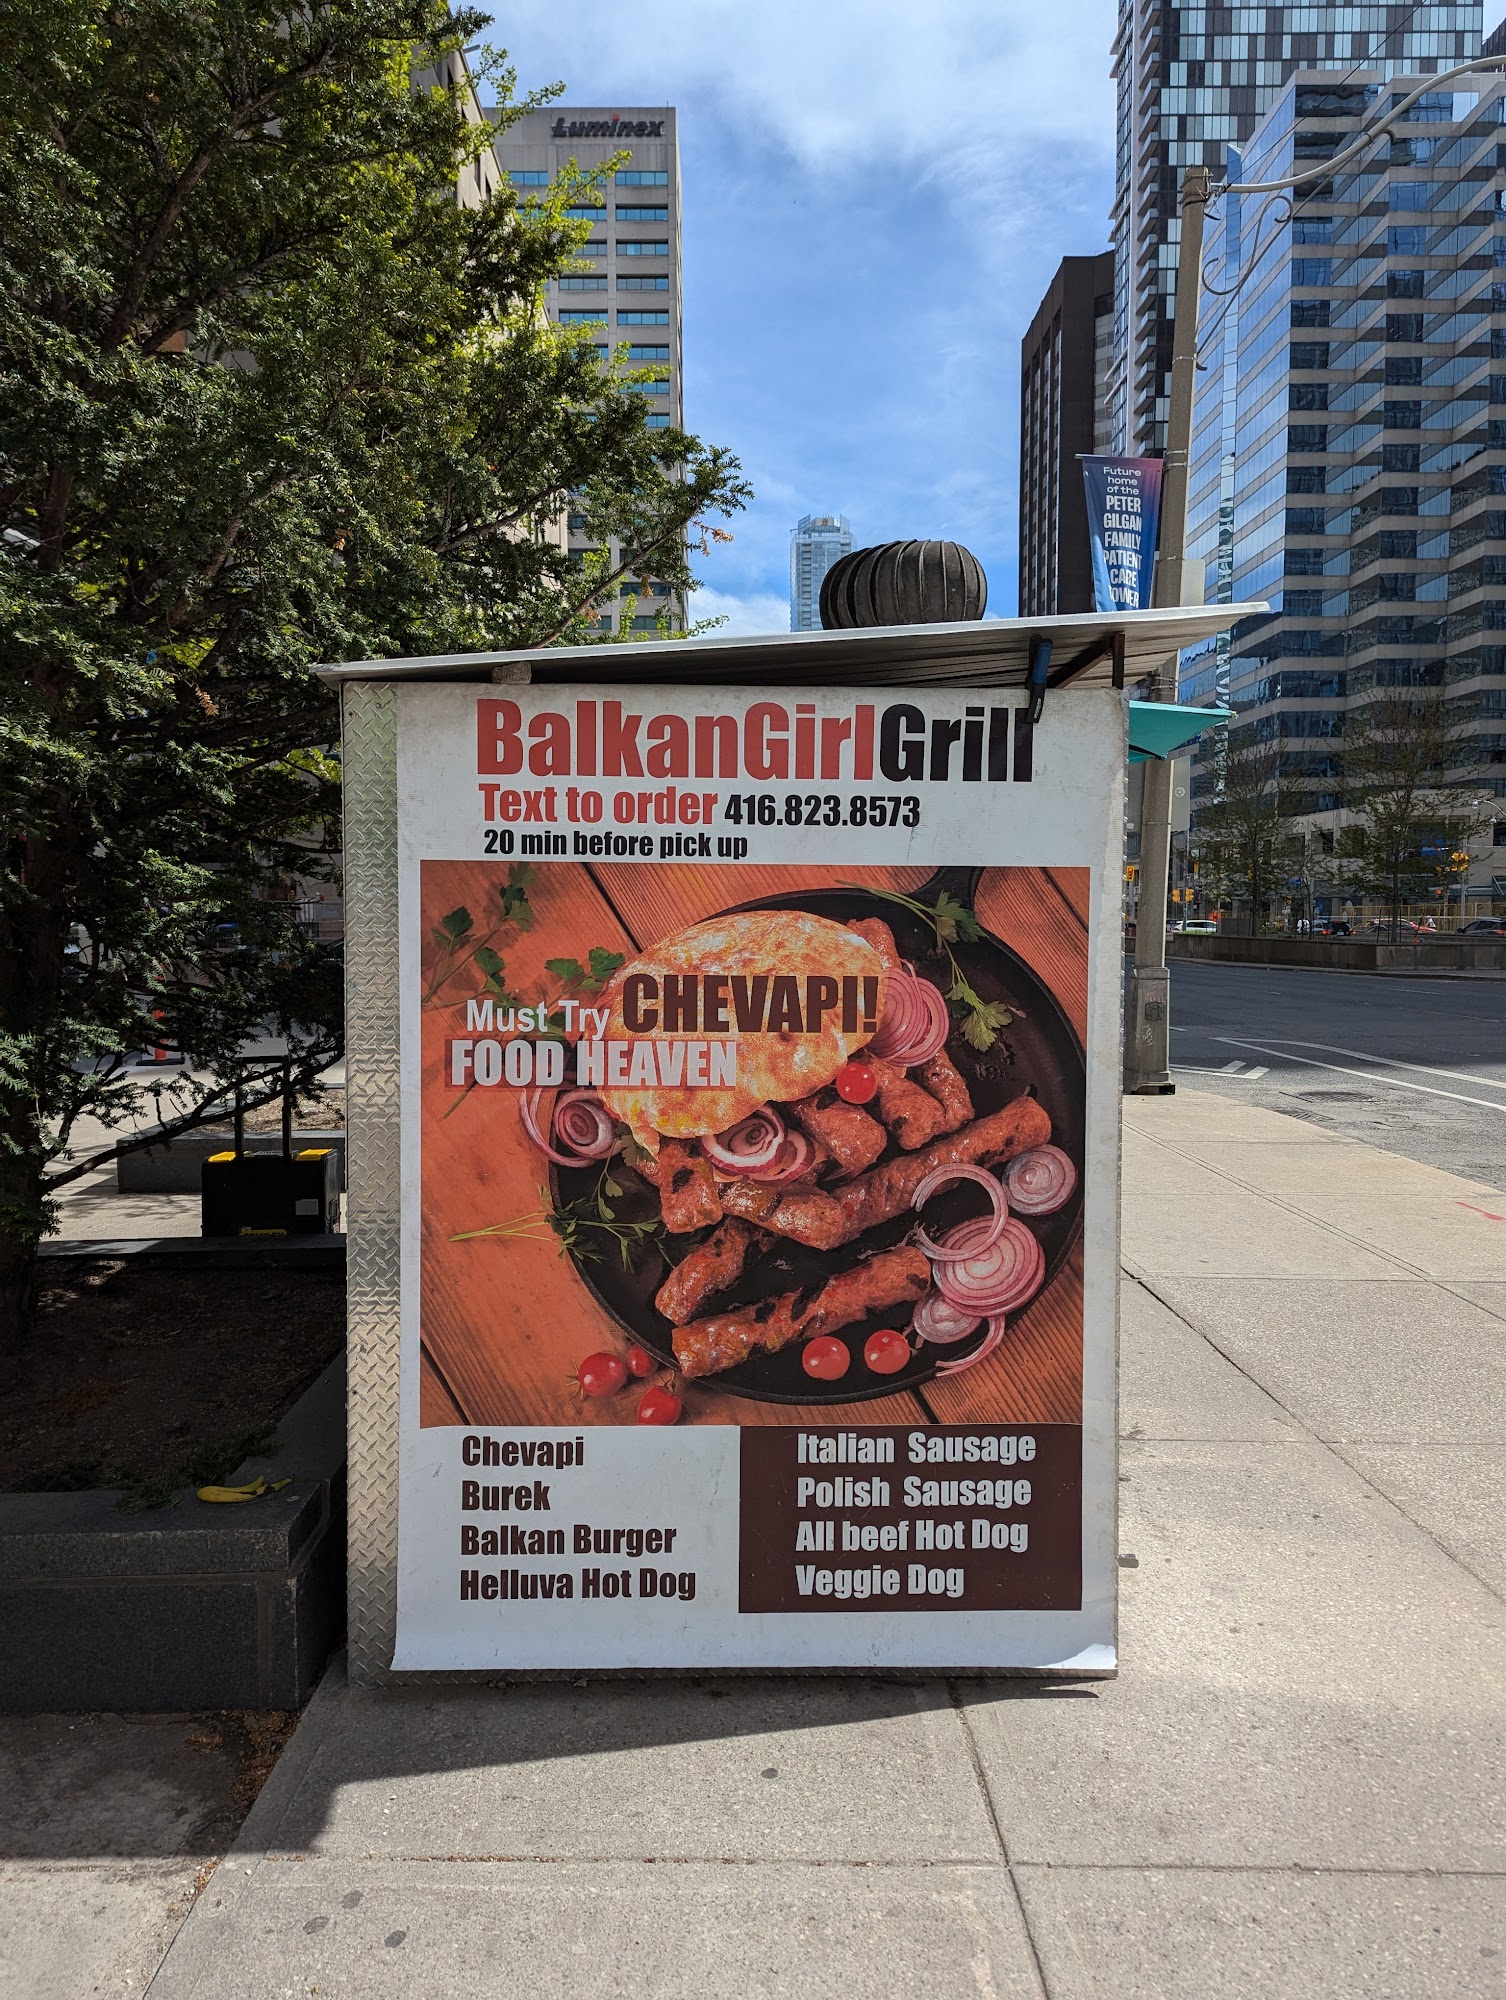 Luminex
Future
home
of the
PETER
GILGAN
FAMILY
PATIENT
CARE
TOWER
BalkanGirlGrill
Text to order 416.823.8573
20 min before pick up
Must Try CHEVAPI!
FOOD HEAVEN
Chevapi
Burek
Balkan Burger
Helluva Hot Dog
Italian Sausage
Polish Sausage
All beef Hot Dog
Veggie Dog